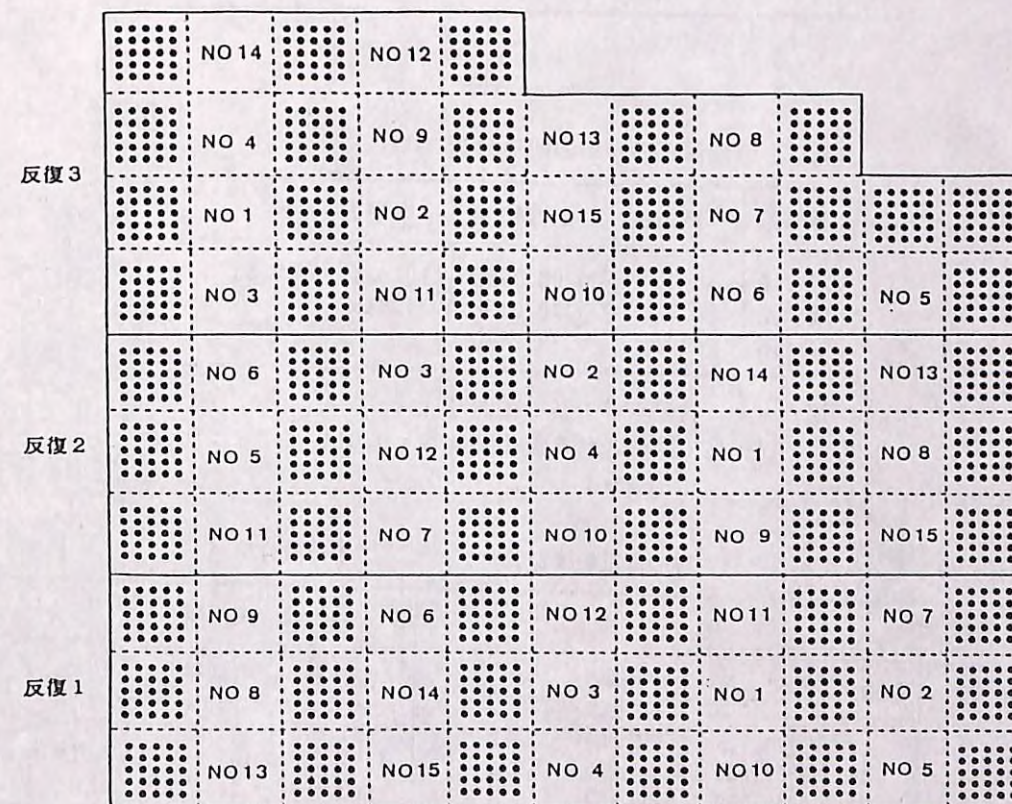 NO 14 NO 12
NO 4 NO 9 NO 13 NO 8
反復3
NO 1 NO 2 NO 15 NO 7
NO 3 NO 11 NO 10 NO 6 NO 5
NO 6 NO 3 NO 2 NO 14 NO 13
反復2
NO 5 NO 12 NO 4 NO 1 NO 8
NO 11 NO 7 NO 10 NO 9 NO 15
NO 9 NO 6 NO 12 NO 11 NO 7
反復1
NO 8 NO 14 NO 3 NO 1 NO 2
NO 13 NO 15 NO 4 NO 10 NO 5